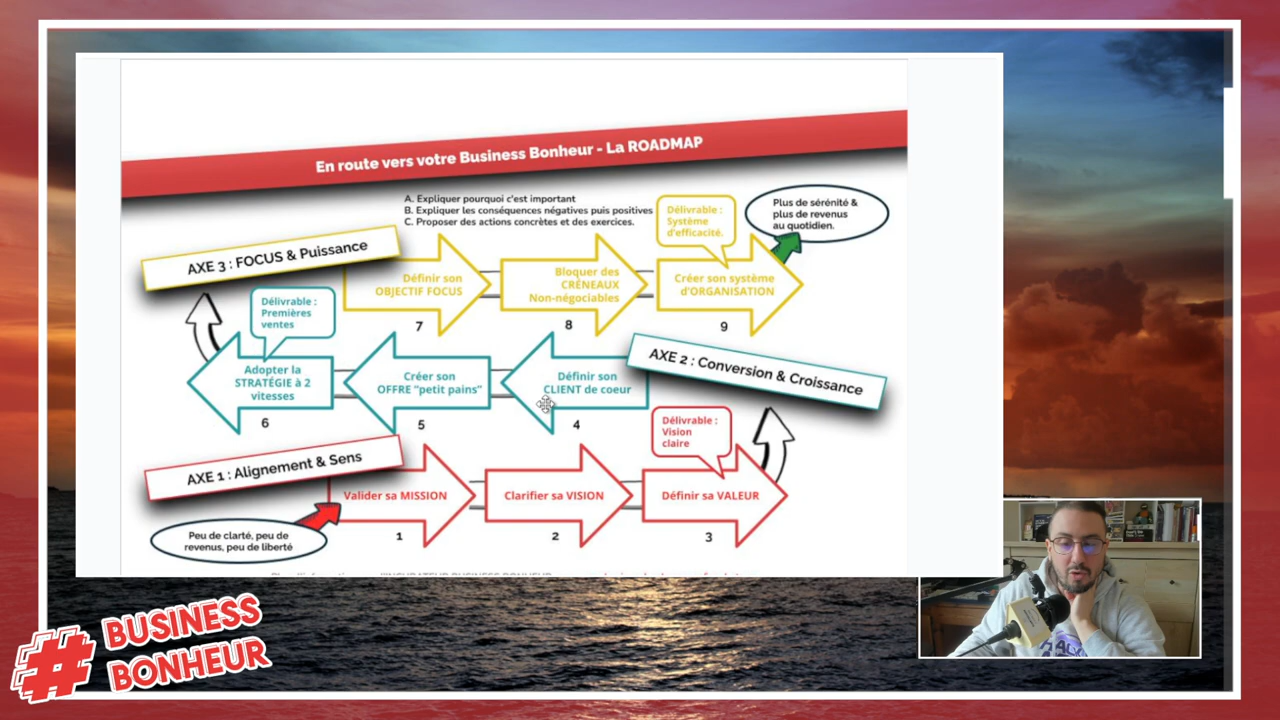 En route vers votre Business Bonheur - La ROADMAP
A. Expliquer pourquoi c'est important
B. Expliquer les conséquences négatives puis positives
C. Proposer des actions concrètes et des exercices.
Délivrable :
Système
d'efficacité.
Plus de sérénité &
plus de revenus
au quotidien.
AXE 3 : FOCUS & Puissance
Définir son
OBJECTIF FOCUS
7
Bloquer des
CRÉNEAUX
Non-négociables
8
Créer son système
d'ORGANISATION
9
Délivrable :
Premières
ventes
AXE 2 : Conversion & Croissance
Adopter la
STRATÉGIE à 2
vitesses
6
Créer son
OFFRE "petit pains"
5
Définir son
CLIENT de coeur
4
Délivrable :
Vision
claire
AXE 1 : Alignement & Sens
Valider sa MISSION
1
Clarifier sa VISION
2
Définir sa VALEUR
3
Peu de clarté, peu de
revenus, peu de liberté
# BUSINESS
BONHEUR